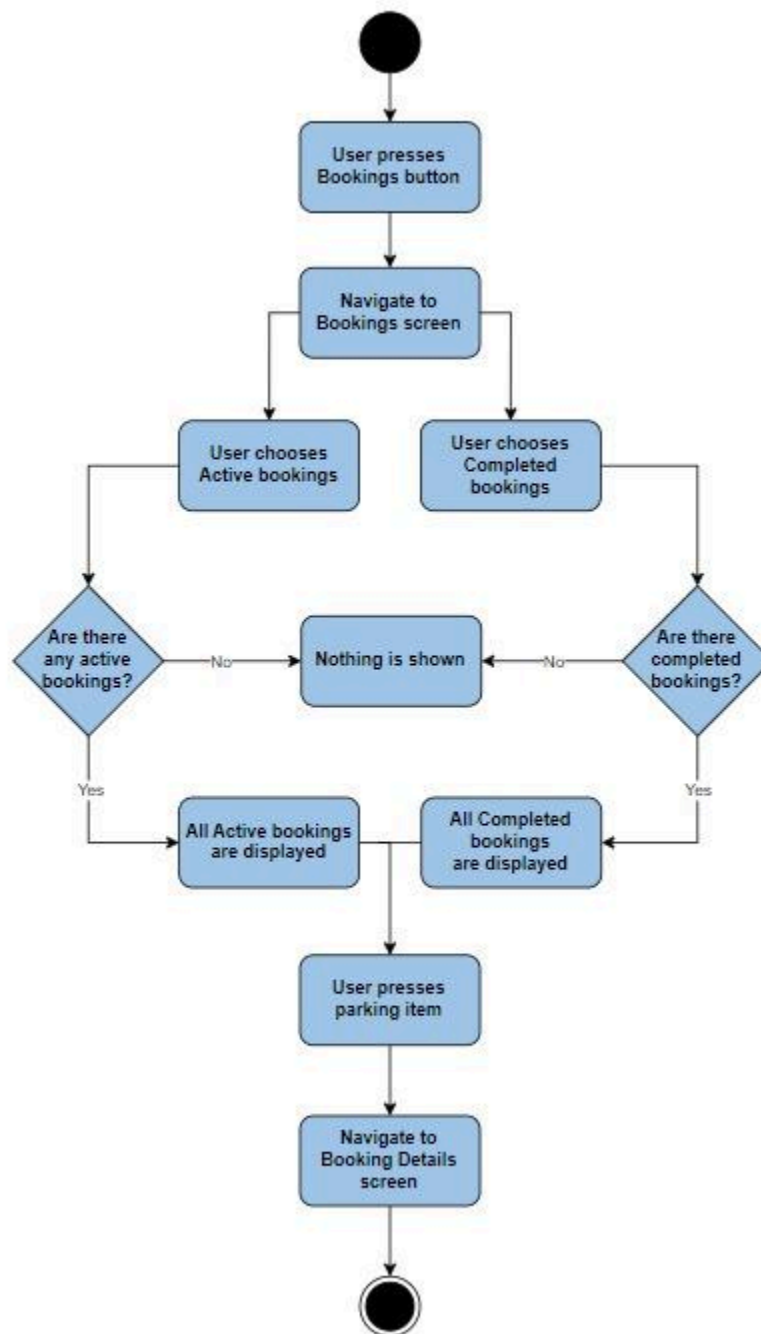 User presses
Bookings button
Navigate to
Bookings screen
User chooses
Active bookings
User chooses
Completed
bookings
Are there
any active
bookings?
No
Nothing is shown
No
Are there
completed
bookings?
Yes
Yes
All Active bookings
are displayed
All Completed
bookings
are displayed
User presses
parking item
Navigate to
Booking Details
screen